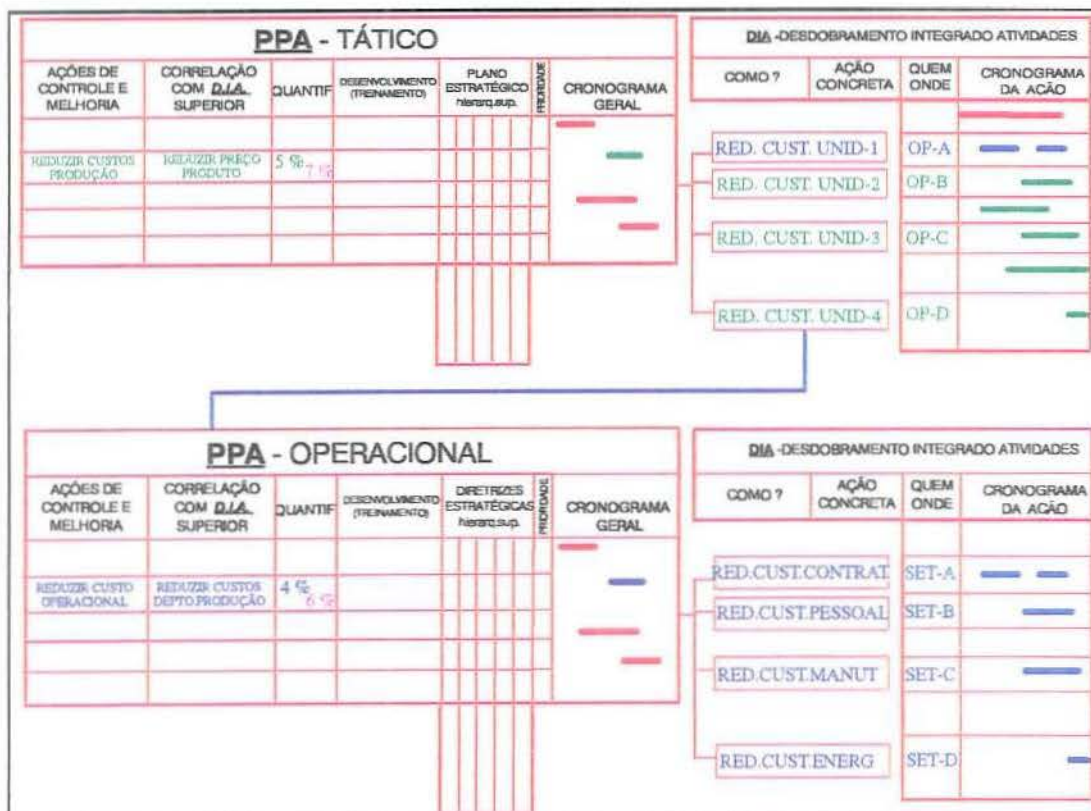 PPA - TÁTICO
AÇÕES DE
CONTROLE E
MELHORIA
CORRELAÇÃO
COM D.I.A.
SUPERIOR
QUANTIF
DESENVOLVIMENTO
(TREINAMENTO)
PLANO
ESTRATÉGICO
hierarq.sup.
PRIORIDADE
CRONOGRAMA
GERAL
REDUZIR CUSTOS
PRODUÇÃO
REDUZIR PREÇO
PRODUTO
5 %
7 %
DIA -DESDOBRAMENTO INTEGRADO ATIVIDADES
COMO ?
AÇÃO
CONCRETA
QUEM
ONDE
CRONOGRAMA
DA AÇÃO
RED. CUST. UNID-1 OP-A
RED. CUST. UNID-2 OP-B
RED. CUST. UNID-3 OP-C
RED. CUST. UNID-4 OP-D
PPA - OPERACIONAL
AÇÕES DE
CONTROLE E
MELHORIA
CORRELAÇÃO
COM D.I.A.
SUPERIOR
QUANTIF
DESENVOLVIMENTO
(TREINAMENTO)
DIRETRIZES
ESTRATÉGICAS
hierarq.sup.
PRIORIDADE
CRONOGRAMA
GERAL
REDUZIR CUSTO
OPERACIONAL
REDUZIR CUSTOS
DEPTO.PRODUÇÃO
4 %
6 %
DIA -DESDOBRAMENTO INTEGRADO ATIVIDADES
COMO ?
AÇÃO
CONCRETA
QUEM
ONDE
CRONOGRAMA
DA AÇÃO
RED.CUST.CONTRAT SET-A
RED.CUST.PESSOAL SET-B
RED.CUST.MANUT SET-C
RED.CUST.ENERG SET-D